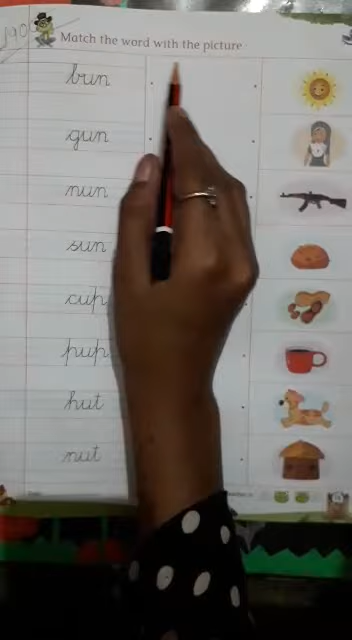 Match the word with the picture
bun
gun
nun
sun
cup
pup
hut
nut